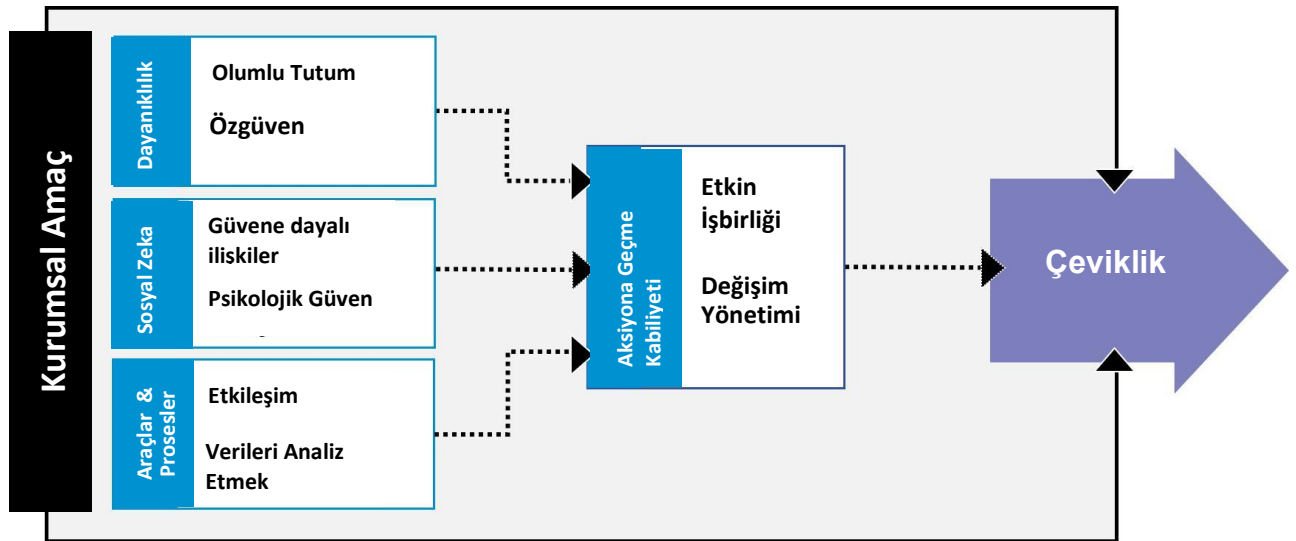 Kurumsal Amaç
Dayanıklılık
Olumlu Tutum
Özgüven
Sosyal Zeka
Güvene dayalı
iliskiler
Psikolojik Güven
Araçlar & 
Prosesler
Etkileşim
Verileri Analiz
Etmek
Aksiyona Geçme
Kabiliyeti
Etkin
İşbirliği
Değişim
Yönetimi
Çeviklik